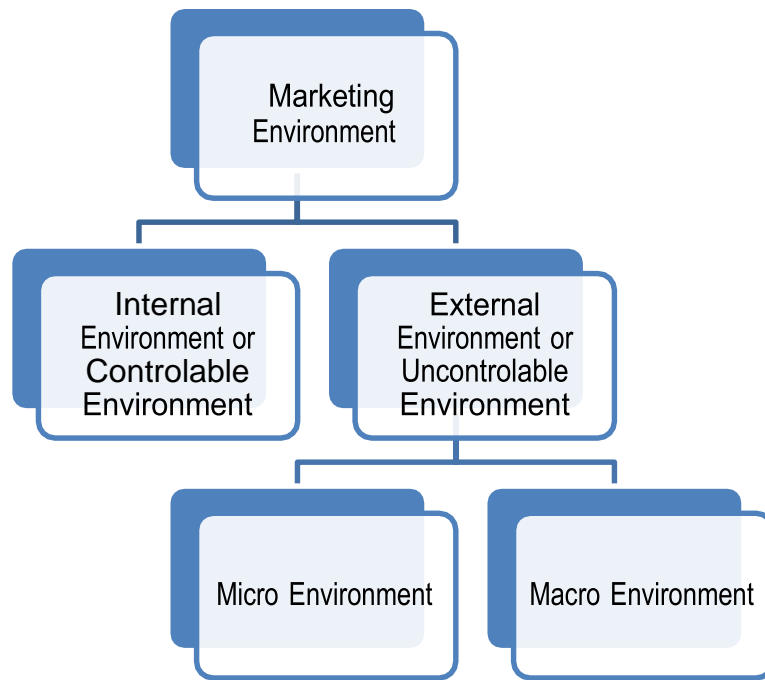 Marketing
Environment
Internal
Environment or
Controlable
Environment
External
Environment or
Uncontrolable
Environment
Micro Environment
Macro Environment